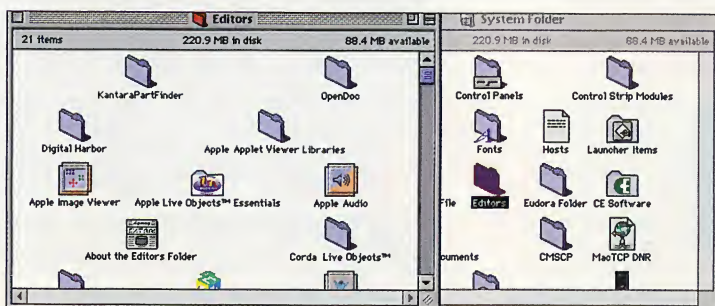 Editors
21 items 220.9 MB in disk 88.4 MB available
KantaraPartFinder OpenDoo
Digital Harbor Apple Applet Viewer Libraries
Apple Image Viewer Apple Live Objects™ Essentials Apple Audio
About the Editors Folder Corda Live Objects™
System Folder
220.9 MB in disk 88.4 MB available
Control Panels Control Strip Modules
Fonts Hosts Launcher Items
File Editors Eudora Folder CE Software
ocuments CMSCP MacTCP DNR